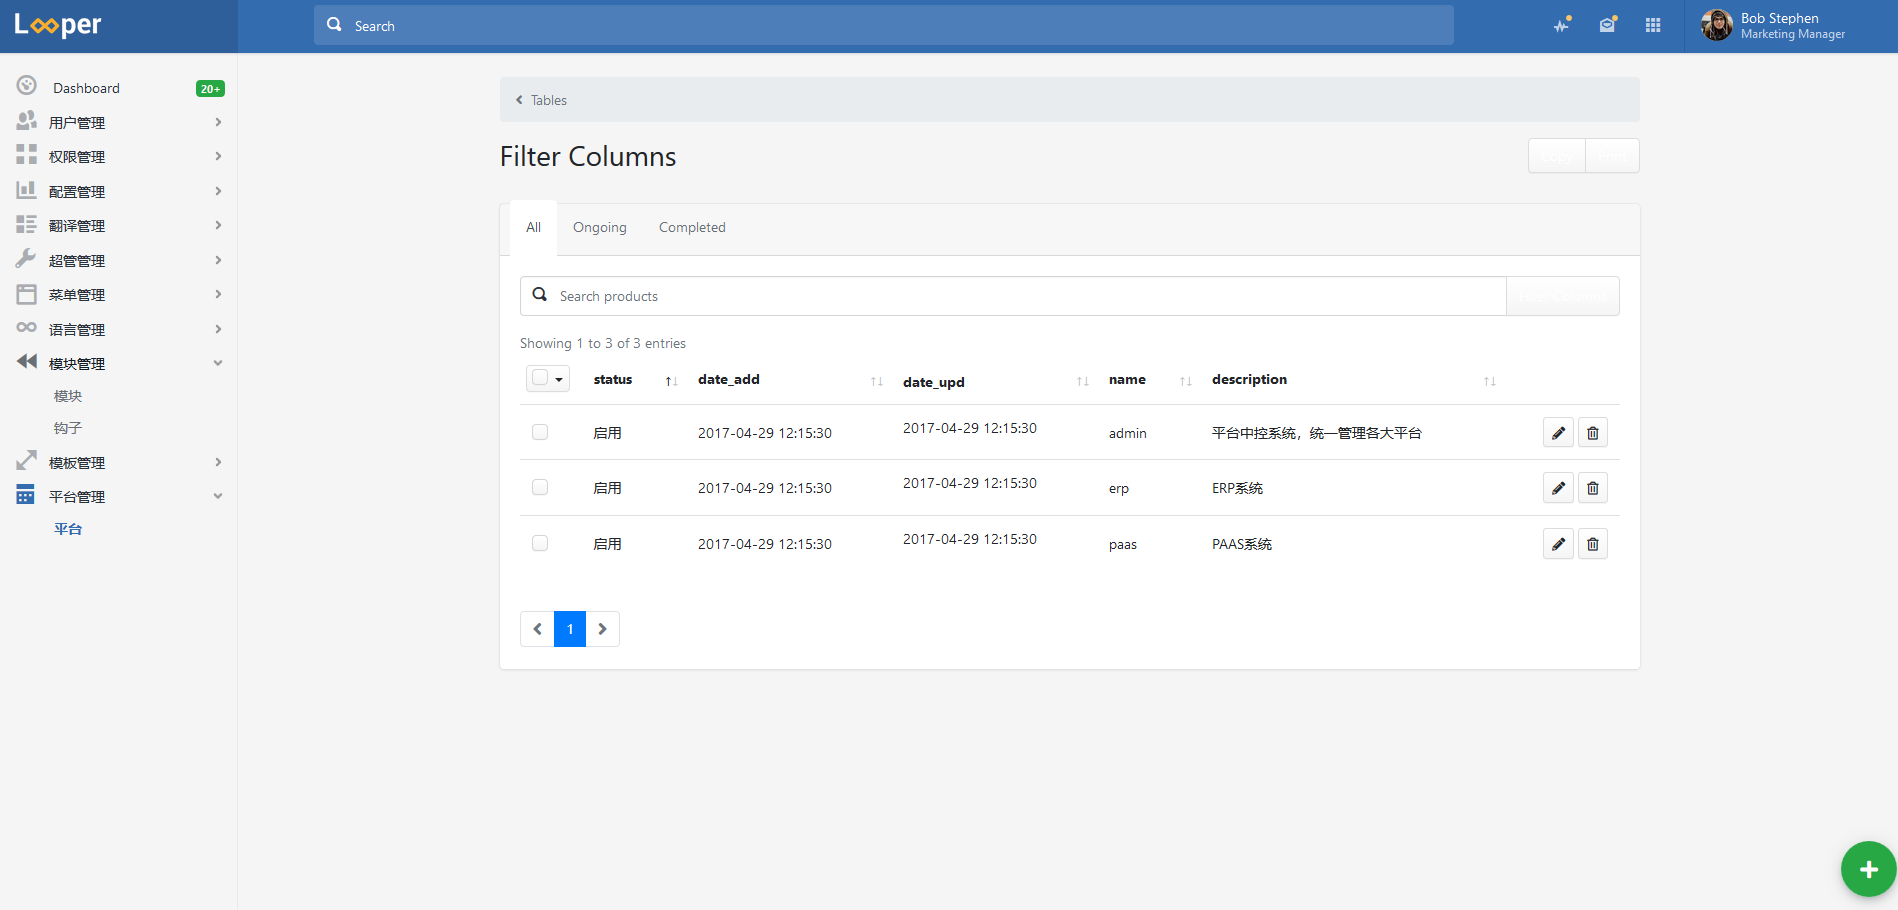 Looper
Search
Bob Stephen
Marketing Manager
Dashboard
20+
用户管理
权限管理
配置管理
翻译管理
超管管理
菜单管理
语言管理
模块管理
模块
钩子
模板管理
平台管理
平台
Tables
Filter Columns
Copy Print
All Ongoing Completed
Search products
Showing 1 to 3 of 3 entries
status date_add date_upd name description
启用 2017-04-29 12:15:30 2017-04-29 12:15:30 admin 平台中控系统，统一管理各大平台
启用 2017-04-29 12:15:30 2017-04-29 12:15:30 erp ERP系统
启用 2017-04-29 12:15:30 2017-04-29 12:15:30 paas PAAS系统
1